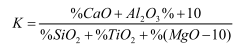 K = %CaO + Al₂O₃% + 10 / %SiO₂ + %TiO₂ + %(MgO – 10)